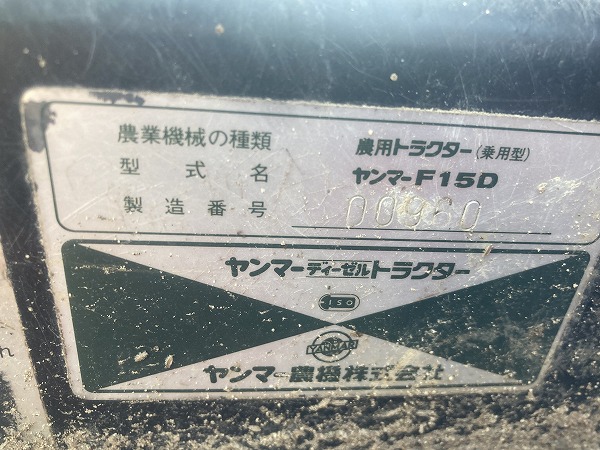 農業機械の種類 農用トラクター(乗用型)
型式名 ヤンマーF15D
製造番号 00960
ヤンマーディーゼルトラクター
ISO
YANMAR
ヤンマー農機株式会社
れ